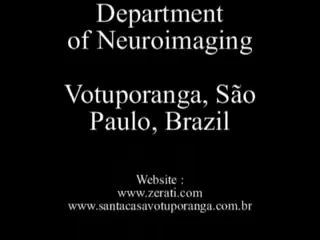 Department
of Neuroimaging
Votuporanga, São
Paulo, Brazil
Website :
www.zerati.com
www.santacasavotuporanga.com.br